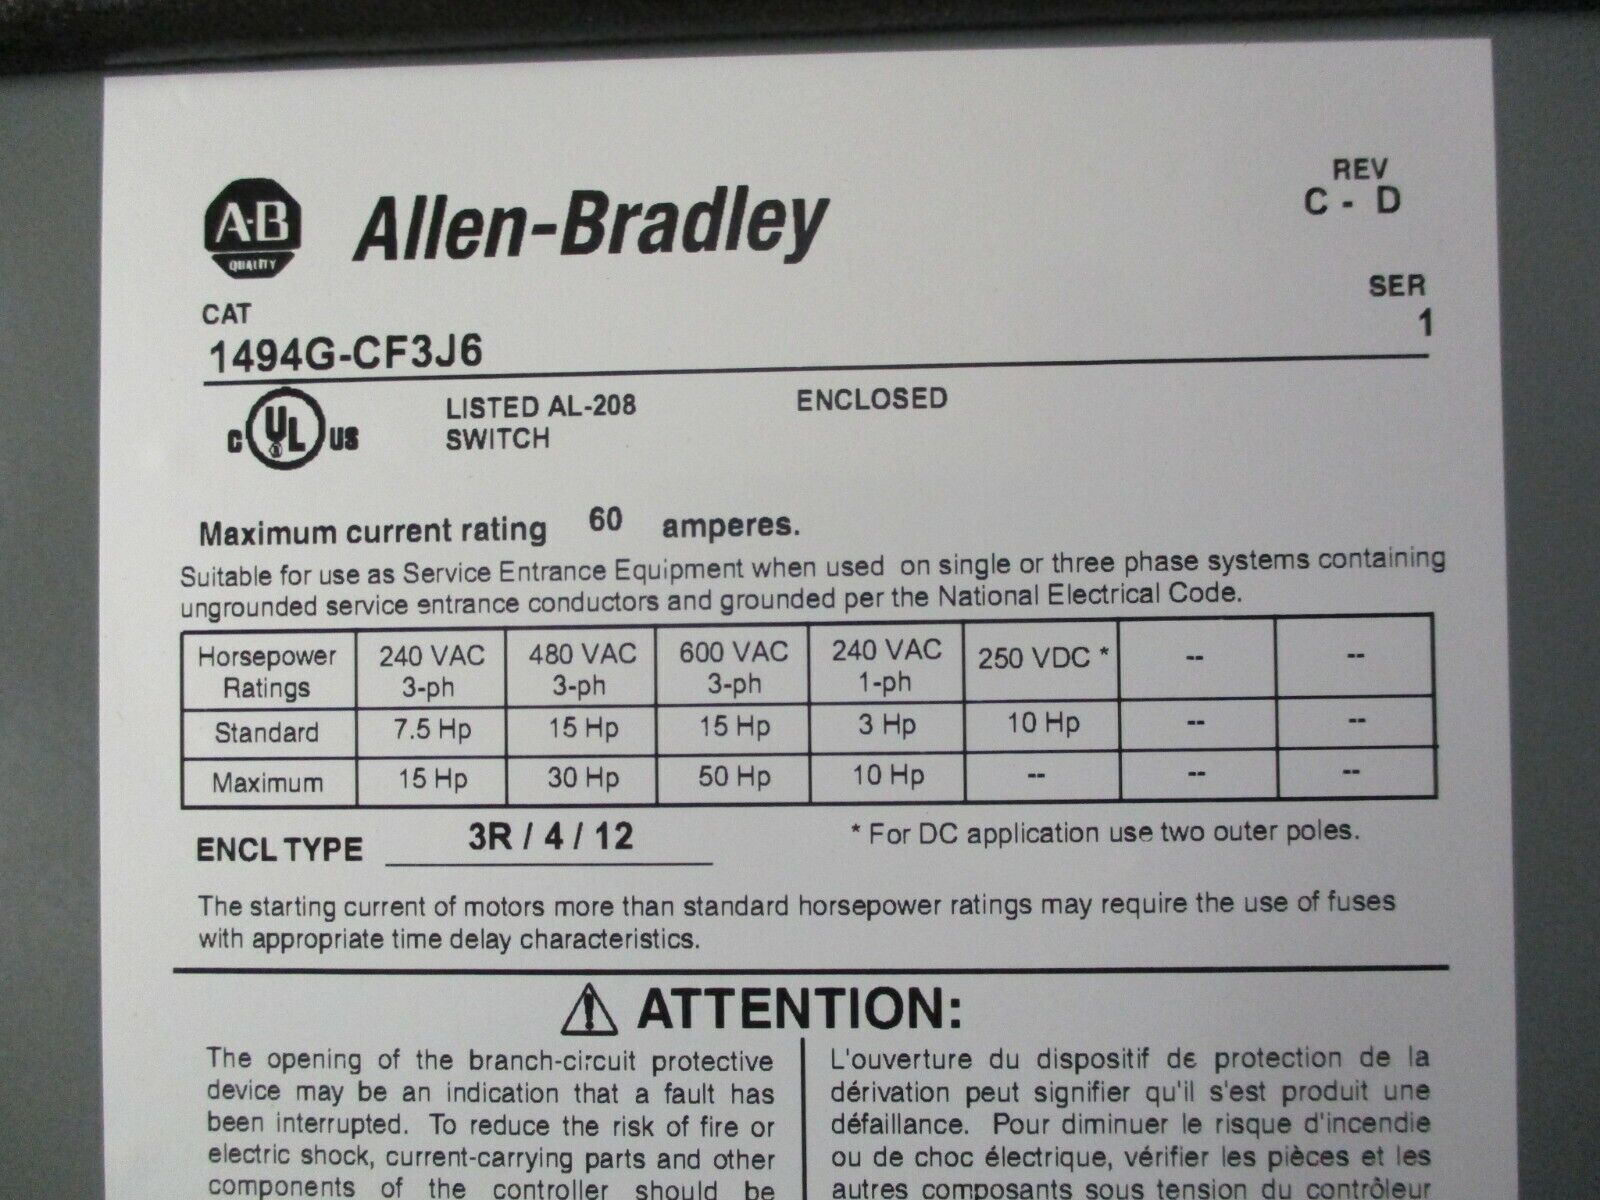 A-B
QUALITY
Allen-Bradley
REV
C - D
CAT
1494G-CF3J6
SER
1
C UL ® US
LISTED AL-208
SWITCH
ENCLOSED
Maximum current rating 60 amperes.
Suitable for use as Service Entrance Equipment when used on single or three phase systems containing
ungrounded service entrance conductors and grounded per the National Electrical Code.
Horsepower Ratings 240 VAC 3-ph 480 VAC 3-ph 600 VAC 3-ph 240 VAC 1-ph 250 VDC * -- --
Standard 7.5 Hp 15 Hp 15 Hp 3 Hp 10 Hp -- --
Maximum 15 Hp 30 Hp 50 Hp 10 Hp -- -- --
ENCL TYPE 3R / 4 / 12
* For DC application use two outer poles.
The starting current of motors more than standard horsepower ratings may require the use of fuses
with appropriate time delay characteristics.
ATTENTION:
The opening of the branch-circuit protective
device may be an indication that a fault has
been interrupted. To reduce the risk of fire or
electric shock, current-carrying parts and other
components of the controller should be
L'ouverture du dispositif de protection de la
dérivation peut signifier qu'il s'est produit une
défaillance. Pour diminuer le risque d'incendie
ou de choc électrique, vérifier les pièces et les
autres composants sous tension du contrôleur